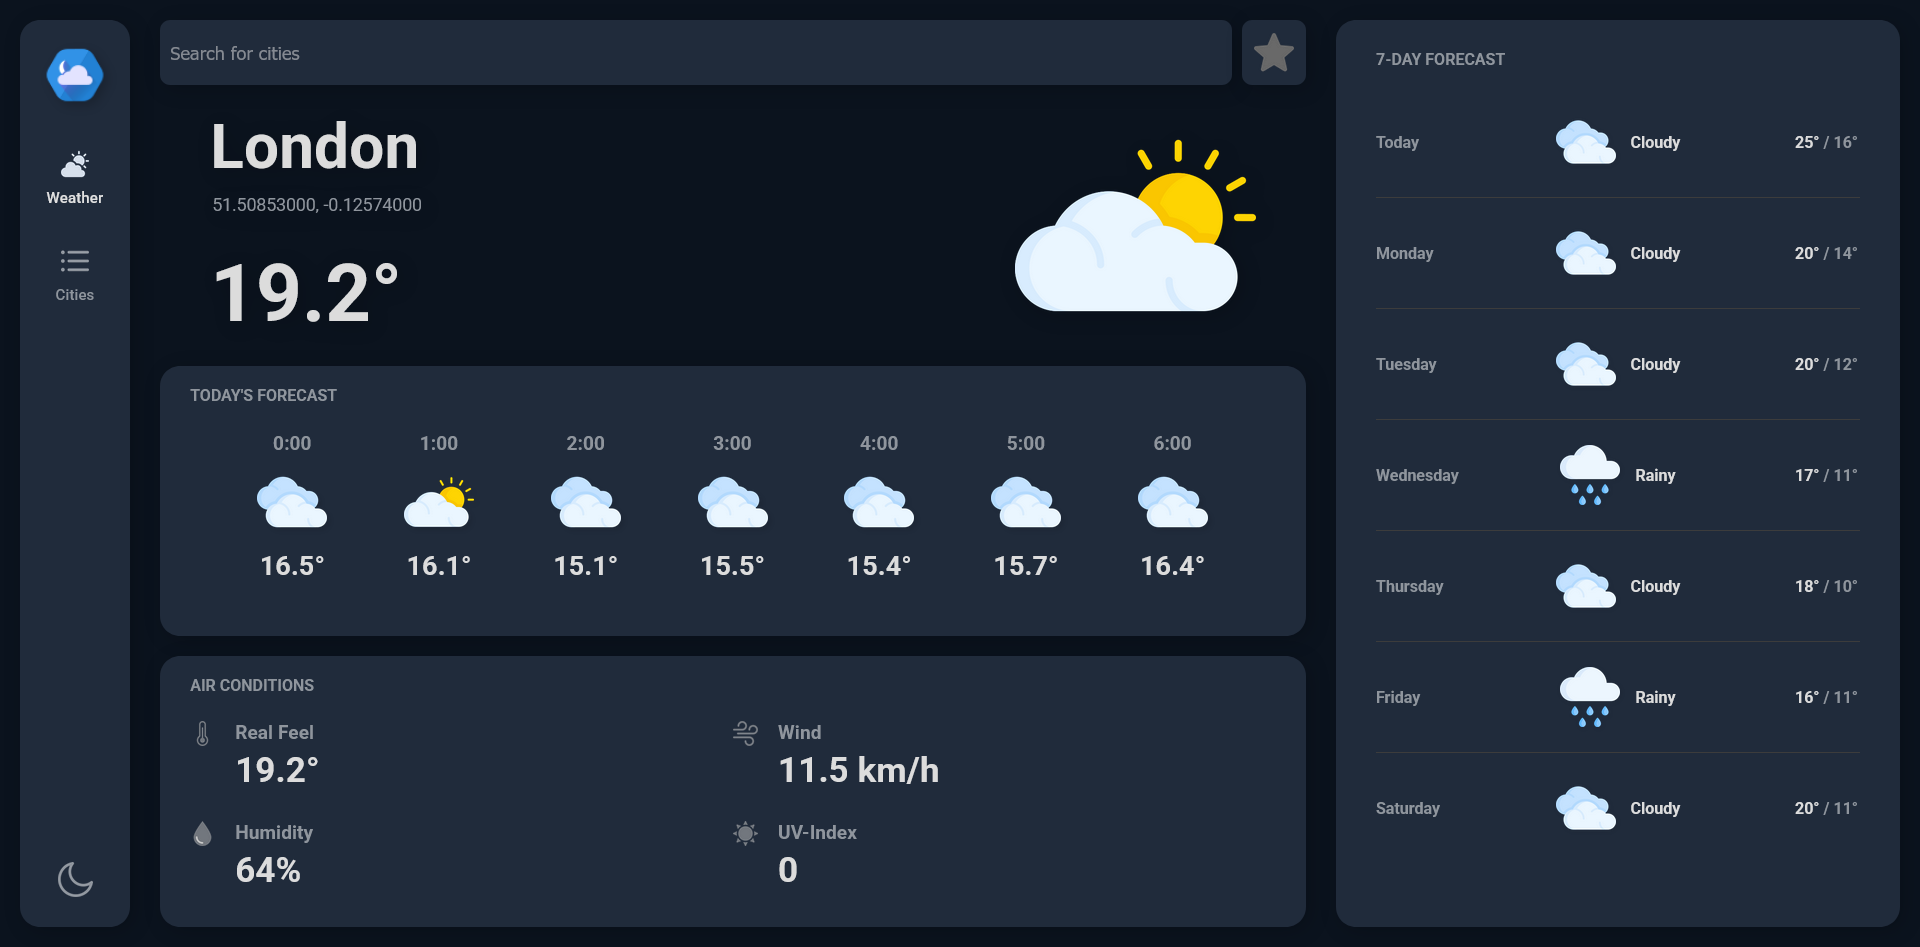 Weather
Cities
Search for cities
London
51.50853000, -0.12574000
19.2°
TODAY'S FORECAST
0:00 1:00 2:00 3:00 4:00 5:00 6:00
16.5° 16.1° 15.1° 15.5° 15.4° 15.7° 16.4°
AIR CONDITIONS
Real Feel
19.2°
Wind
11.5 km/h
Humidity
64%
UV-Index
0
7-DAY FORECAST
Today Cloudy 25° / 16°
Monday Cloudy 20° / 14°
Tuesday Cloudy 20° / 12°
Wednesday Rainy 17° / 11°
Thursday Cloudy 18° / 10°
Friday Rainy 16° / 11°
Saturday Cloudy 20° / 11°